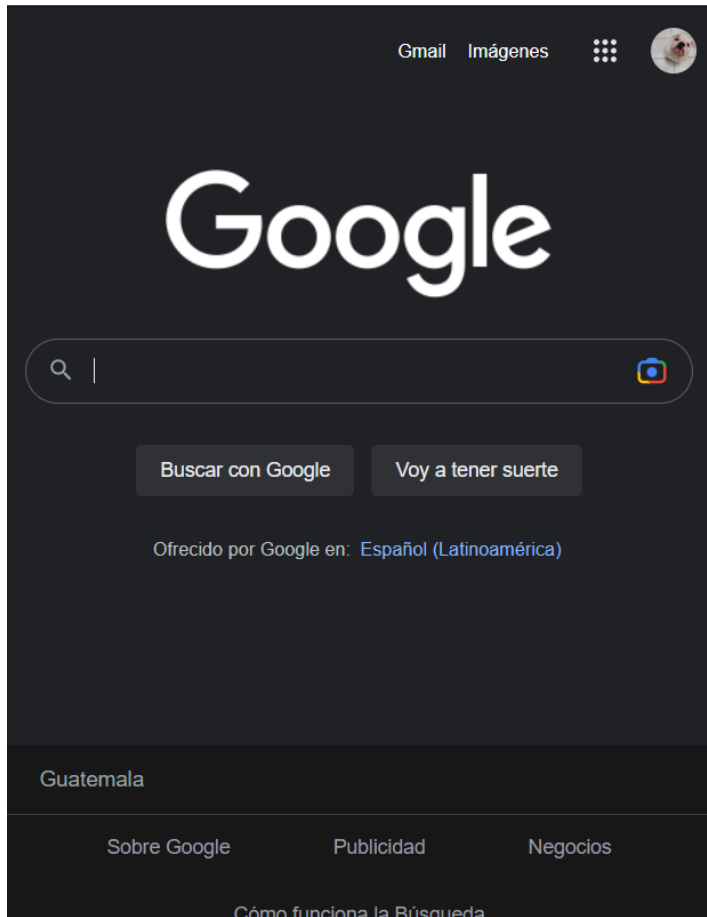 Gmail Imágenes
Google
Buscar con Google Voy a tener suerte
Ofrecido por Google en: Español (Latinoamérica)
Guatemala
Sobre Google Publicidad Negocios
Cómo funciona la Búsqueda